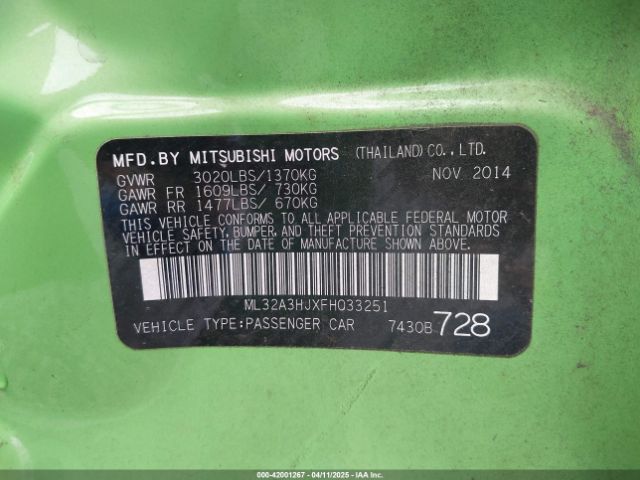 MFD.BY MITSUBISHI MOTORS (THAILAND) CO.,LTD.
GVWR 3020LBS/1370KG NOV 2014
GAWR FR 1609LBS/ 730KG
GAWR RR 1477LBS/ 670KG
THIS VEHICLE CONFORMS TO ALL APPLICABLE FEDERAL MOTOR
VEHICLE SAFETY, BUMPER, AND THEFT PREVENTION STANDARDS
IN EFFECT ON THE DATE OF MANUFACTURE SHOWN ABOVE.
ML32A3HJXFH033251
VEHICLE TYPE:PASSENGER CAR 7430B 728
000-42001267 - 04/11/2025 - IAAI.COM